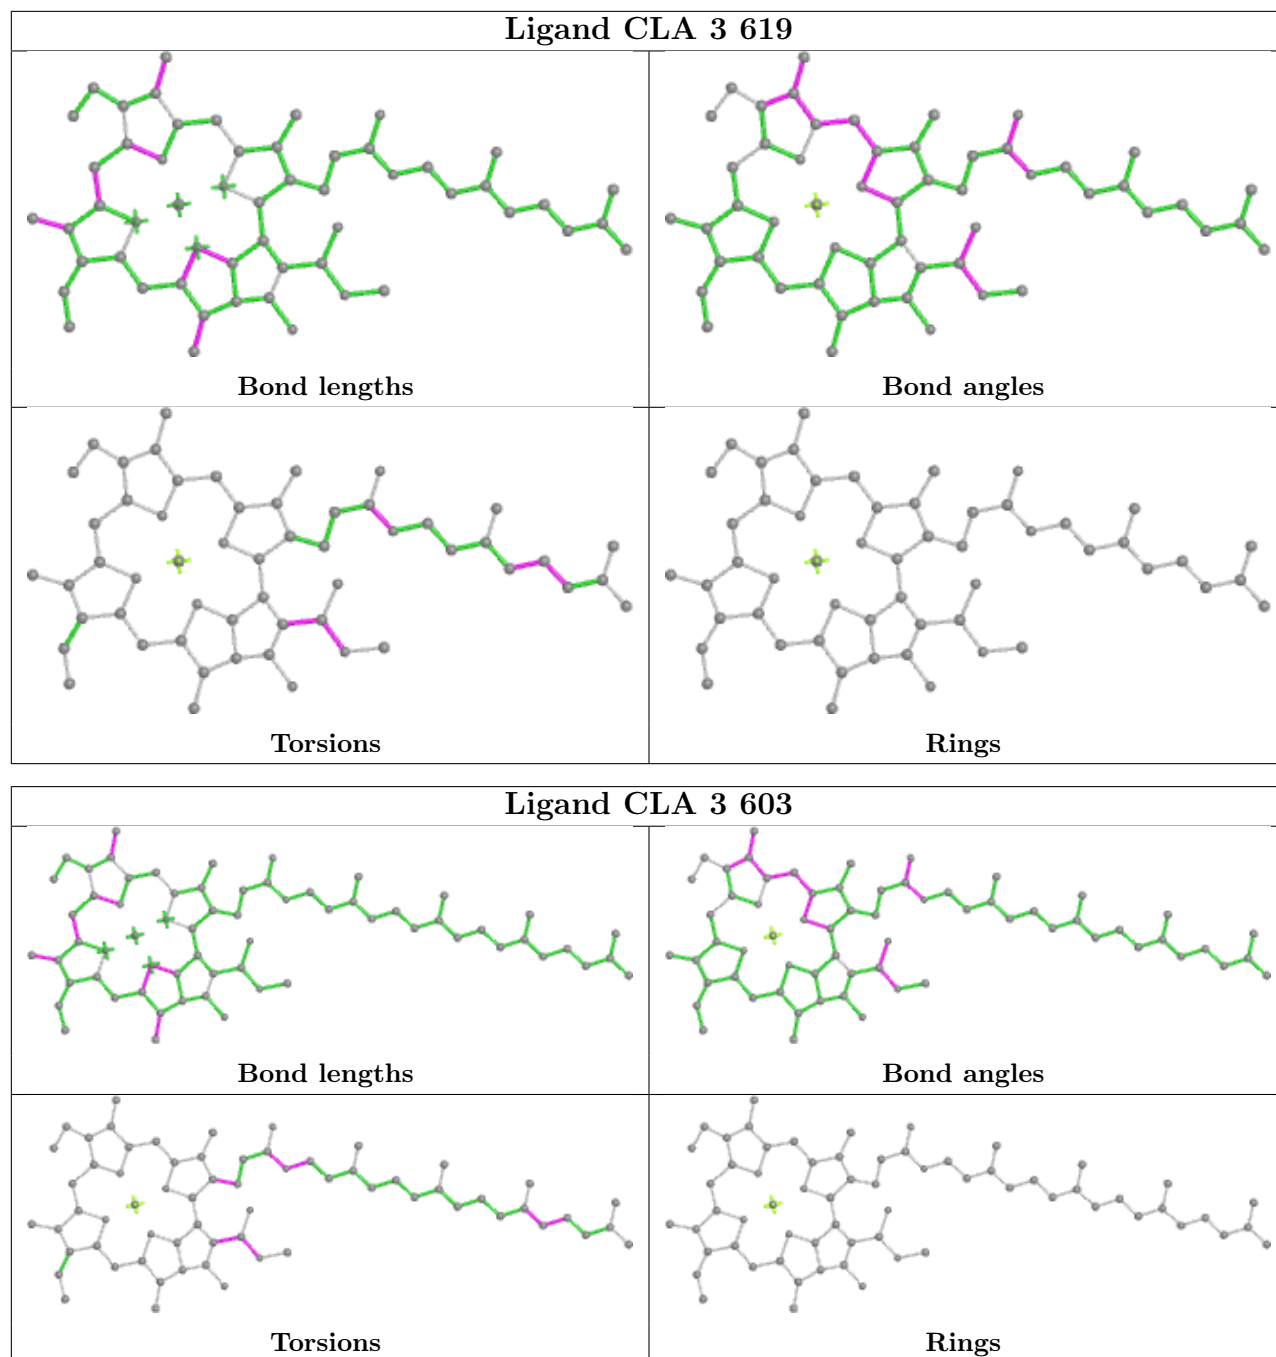 Ligand CLA 3 619
Bond lengths
Bond angles
Torsions
Rings
Ligand CLA 3 603
Bond lengths
Bond angles
Torsions
Rings